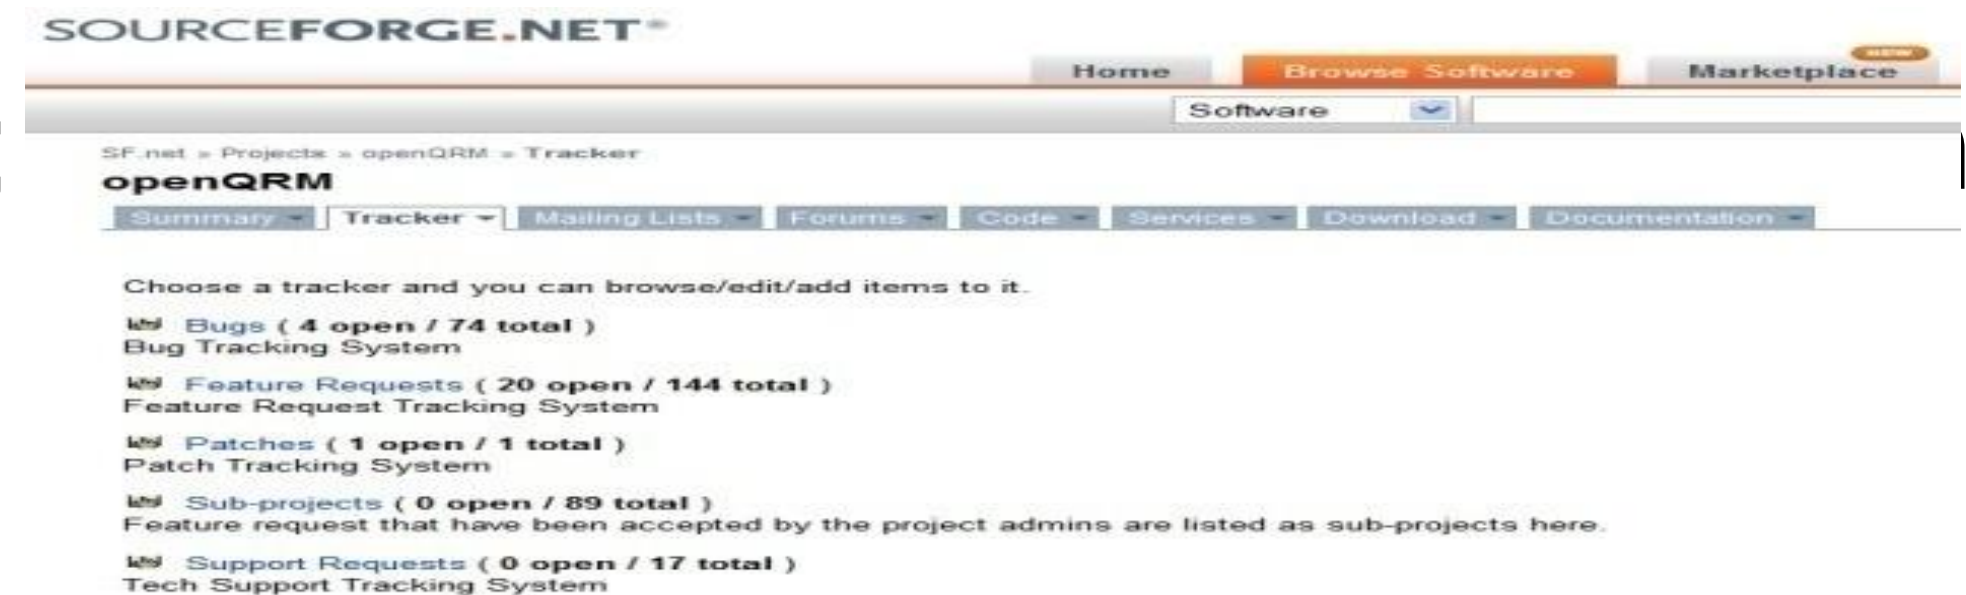 SOURCEFORGE.NET®
Home Browse Software Marketplace NEW
Software
SF.net » Projects » openQRM » Tracker
openQRM
Summary Tracker Mailing Lists Forums Code Services Download Documentation
Choose a tracker and you can browse/edit/add items to it.
Bugs ( 4 open / 74 total )
Bug Tracking System
Feature Requests ( 20 open / 144 total )
Feature Request Tracking System
Patches ( 1 open / 1 total )
Patch Tracking System
Sub-projects ( 0 open / 89 total )
Feature request that have been accepted by the project admins are listed as sub-projects here.
Support Requests ( 0 open / 17 total )
Tech Support Tracking System